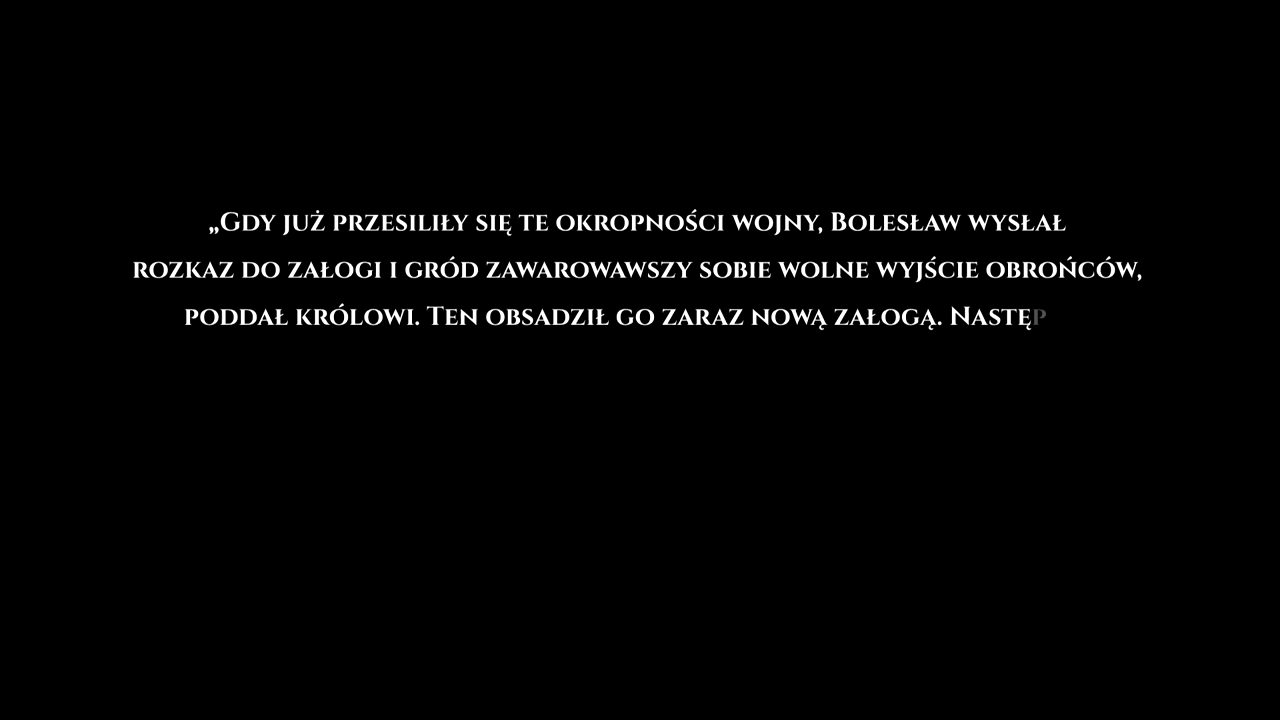 „Gdy już przesiliły się te okropności wojny, Bolesław wysłał
rozkaz do załogi i gród zawarowawszy sobie wolne wyjście obrońców,
poddał królowi. Ten obsadził go zaraz nową załogą. Następ